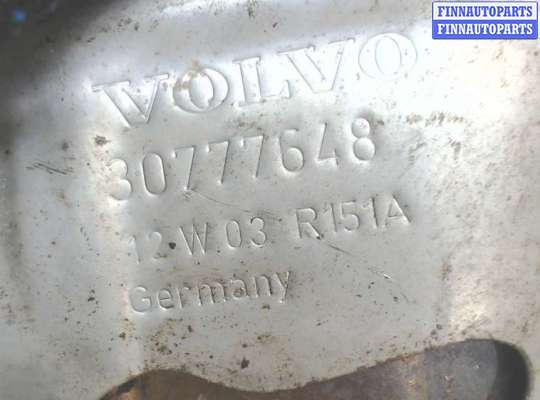 FINNAUTOPARTS
FINNAUTOPARTS
VOLVO
30777648
12 W 03 R151A
Germany